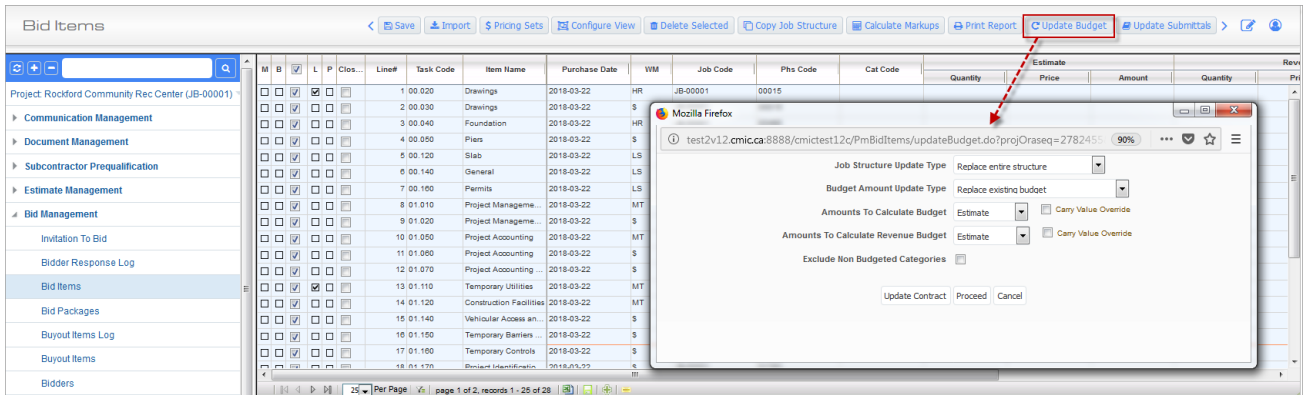 Bid Items
Save Import $ Pricing Sets Configure View Delete Selected Copy Job Structure Calculate Markups Print Report Update Budget Update Submittals
Project: Rockford Community Rec Center (JB-00001)
Communication Management
Document Management
Subcontractor Prequalification
Estimate Management
Bid Management
Invitation To Bid
Bidder Response Log
Bid Items
Bid Packages
Buyout Items Log
Buyout Items
Bidders
Estimate
M B L P Clos... Line# Task Code Item Name Purchase Date WM Job Code Phs Code Cat Code Quantity Price Amount Quantity
1 00.020 Drawings 2018-03-22 HR JB-00001 00015
2 00.030 Drawings 2018-03-22 $
3 00.040 Foundation 2018-03-22 HR
4 00.050 Piers 2018-03-22 LS
5 00.120 Slab 2018-03-22 LS
6 00.140 General 2018-03-22 LS
7 00.160 Permits 2018-03-22 LS
8 01.010 Project Manageme... 2018-03-22 MT
9 01.020 Project Manageme... 2018-03-22 $
10 01.050 Project Accounting 2018-03-22 MT
11 01.060 Project Accounting 2018-03-22 $
12 01.070 Project Accounting ... 2018-03-22 $
13 01.110 Temporary Utilities 2018-03-22 MT
14 01.120 Construction Facilities 2018-03-22 MT
15 01.140 Vehicular Access an... 2018-03-22 $
16 01.150 Temporary Barriers ... 2018-03-22 $
17 01.160 Temporary Controls 2018-03-22 $
18 01.170 Project Identificatio 2018-03-22 $
25 Per Page page 1 of 2, records 1 - 25 of 28
Mozilla Firefox
test2v12.cmic.ca:8888/cmictest12c/PmBidItems/updateBudget.do?projOraseq=2782455 90%
Job Structure Update Type Replace entire structure
Budget Amount Update Type Replace existing budget
Amounts To Calculate Budget Estimate Carry Value Override
Amounts To Calculate Revenue Budget Estimate Carry Value Override
Exclude Non Budgeted Categories
Update Contract Proceed Cancel